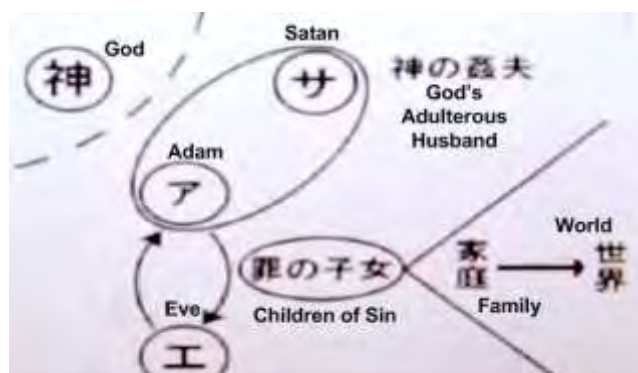 God
神
Satan
サ
神の姦夫
God's
Adulterous
Husband
Adam
ア
罪の子女
Children of Sin
家庭
Family
World
世界
Eve
エ